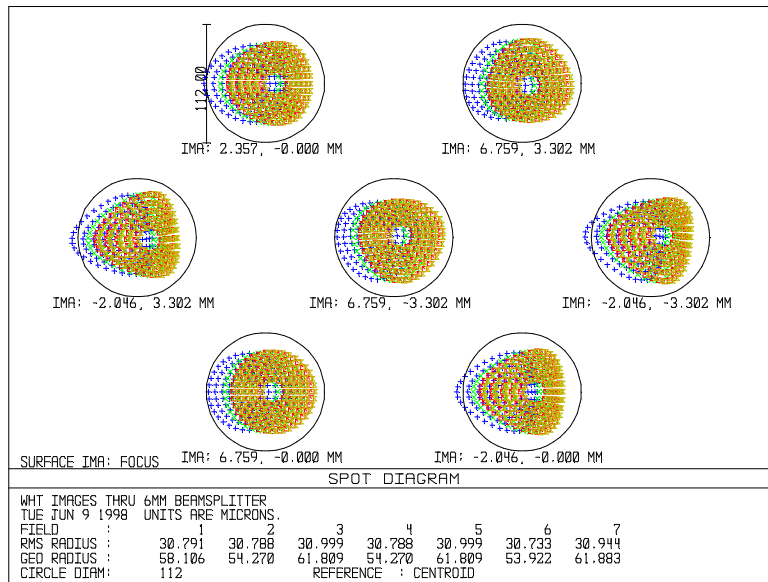 112.00
IMA: 2.357, -0.000 MM
IMA: 6.759, 3.302 MM
IMA: -2.046, 3.302 MM
IMA: 6.759, -3.302 MM
IMA: -2.046, -3.302 MM
IMA: 6.759, -0.000 MM
IMA: -2.046, -0.000 MM
SURFACE IMA: FOCUS
SPOT DIAGRAM
WHT IMAGES THRU 6MM BEAMSPLITTER
TUE JUN 9 1998 UNITS ARE MICRONS.
FIELD : 1 2 3 4 5 6 7
RMS RADIUS : 30.791 30.788 30.999 30.788 30.999 30.733 30.944
GEO RADIUS : 58.106 54.270 61.809 54.270 61.809 53.922 61.883
CIRCLE DIAM: 112 REFERENCE : CENTROID